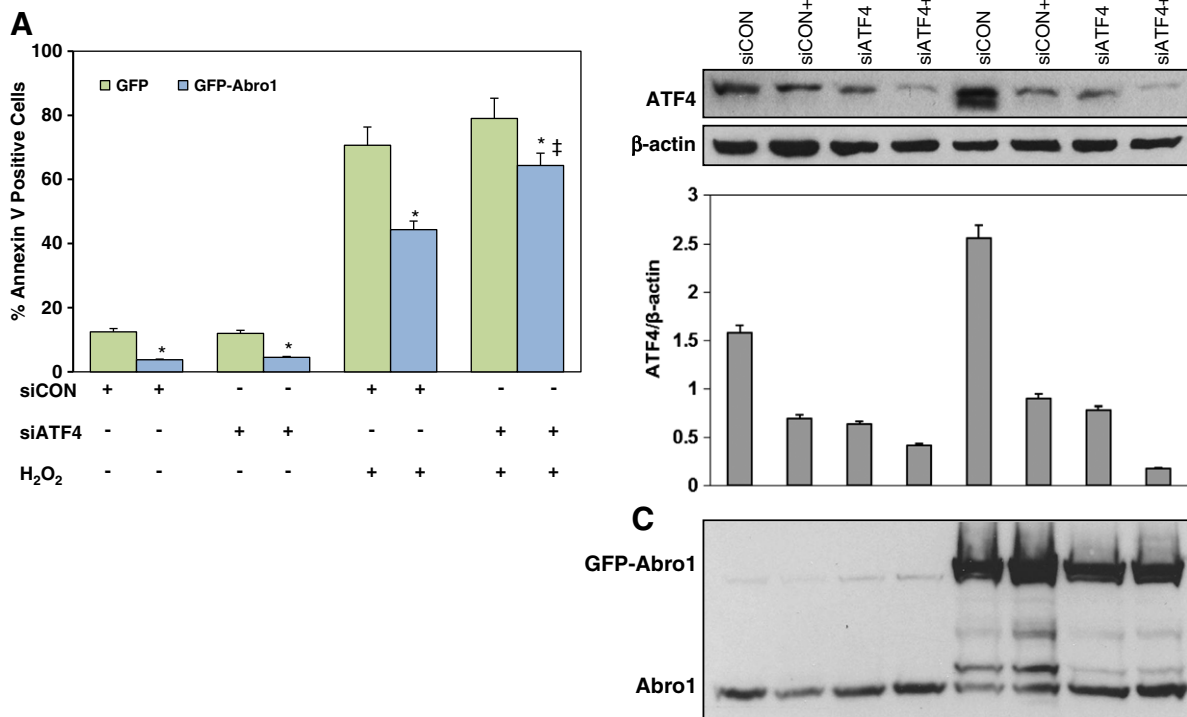 A
100
80
60
40
20
0
% Annexin V Positive Cells
GFP GFP-Abro1
* * * * ‡
siCON + + - - + + - -
siATF4 - - + + - - + +
H₂O₂ - - - - + + + +
siCON siCON+ siATF4 siATF4+ siCON siCON+ siATF4 siATF4+
ATF4
β-actin
3
2.5
2
1.5
1
0.5
0
ATF4/β-actin
C
GFP-Abro1
Abro1